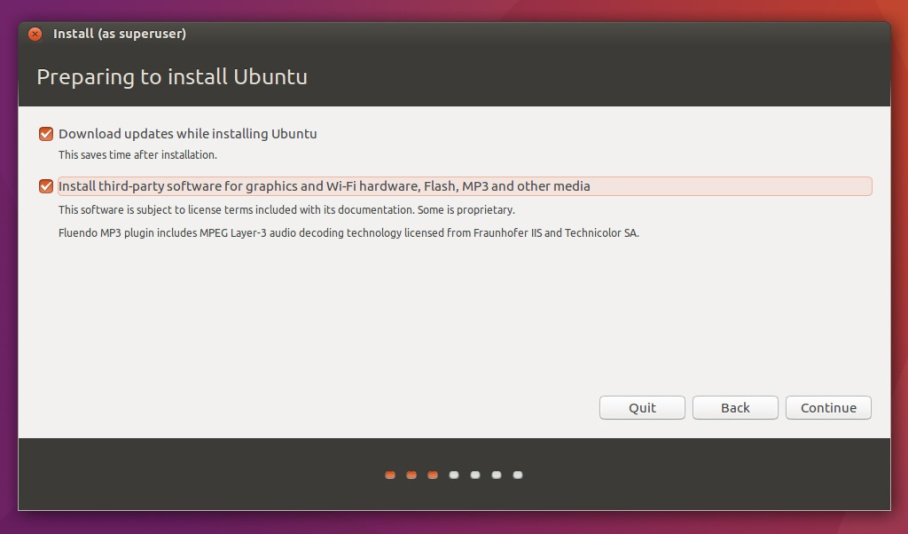 Install (as superuser)
Preparing to install Ubuntu
Download updates while installing Ubuntu
This saves time after installation.
Install third-party software for graphics and Wi-Fi hardware, Flash, MP3 and other media
This software is subject to license terms included with its documentation. Some is proprietary.
Fluendo MP3 plugin includes MPEG Layer-3 audio decoding technology licensed from Fraunhofer IIS and Technicolor SA.
Quit Back Continue